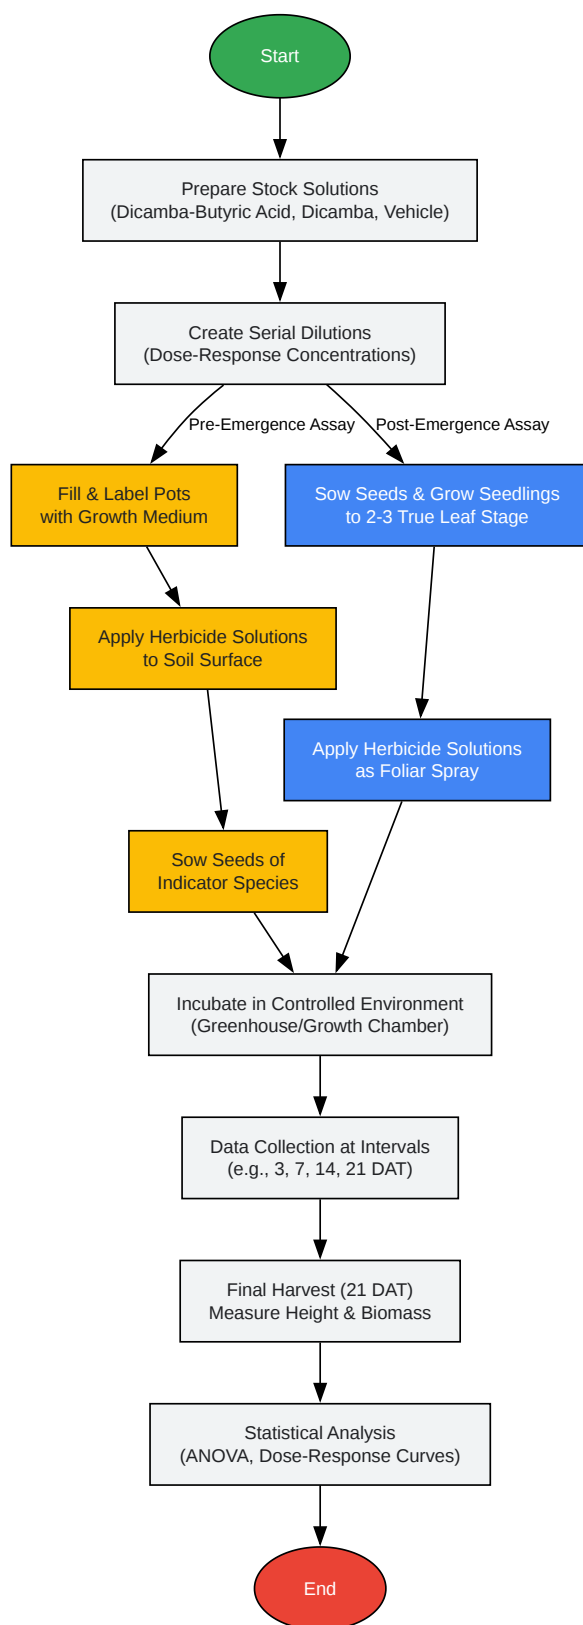 Start
Prepare Stock Solutions
(Dicamba-Butyric Acid, Dicamba, Vehicle)
Create Serial Dilutions
(Dose-Response Concentrations)
Pre-Emergence Assay
Post-Emergence Assay
Fill & Label Pots
with Growth Medium
Sow Seeds & Grow Seedlings
to 2-3 True Leaf Stage
Apply Herbicide Solutions
to Soil Surface
Apply Herbicide Solutions
as Foliar Spray
Sow Seeds of
Indicator Species
Incubate in Controlled Environment
(Greenhouse/Growth Chamber)
Data Collection at Intervals
(e.g., 3, 7, 14, 21 DAT)
Final Harvest (21 DAT)
Measure Height & Biomass
Statistical Analysis
(ANOVA, Dose-Response Curves)
End